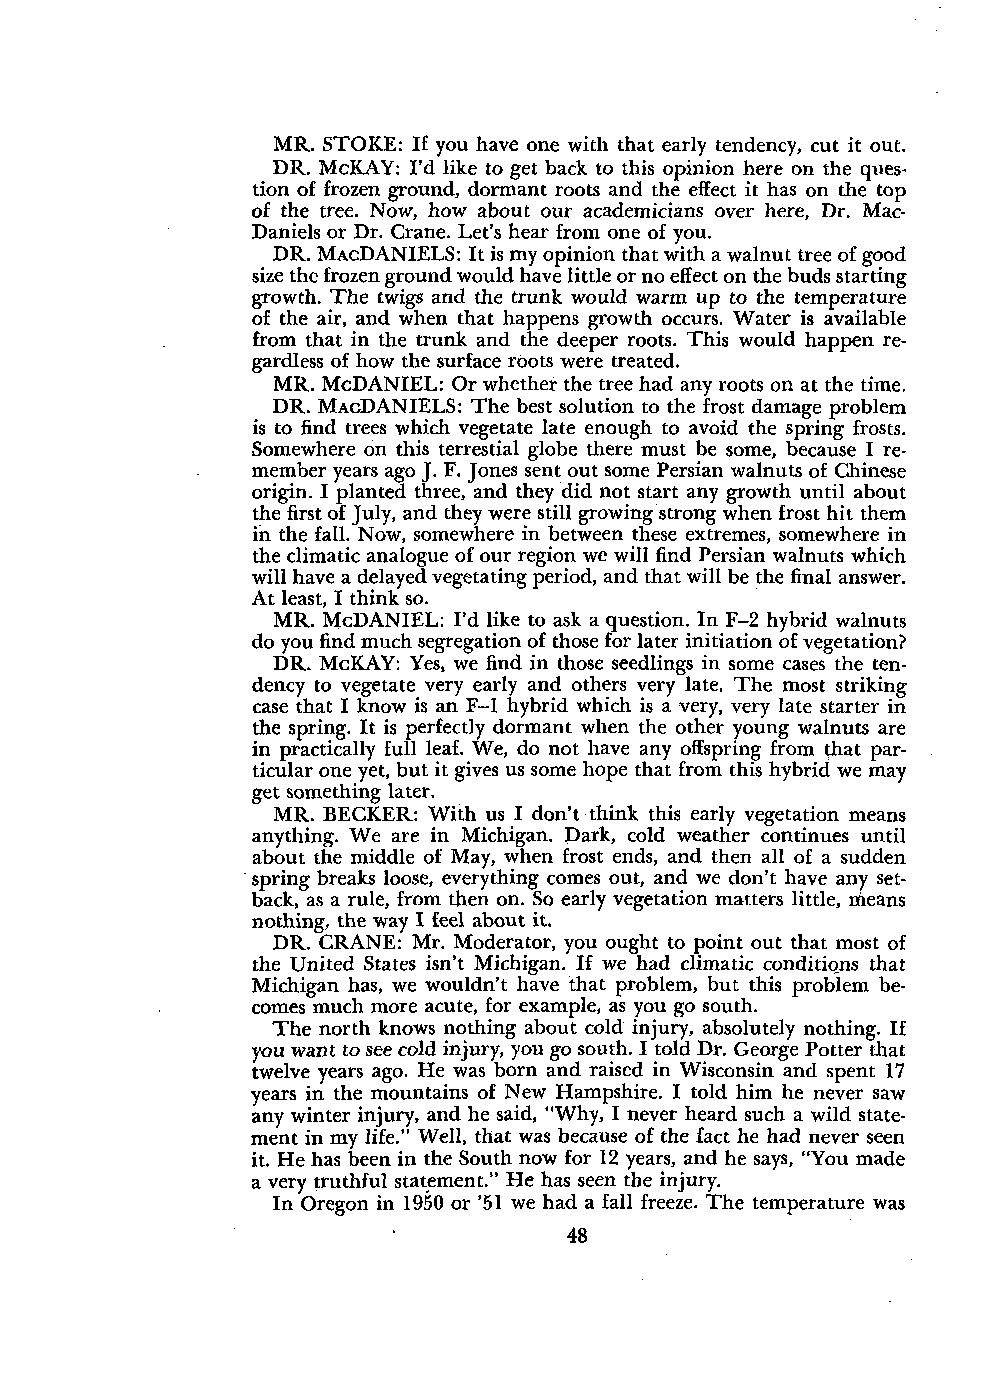 MR. STOKE: If you have one with that early tendency, cut it out.
DR. McKAY: I'd like to get back to this opinion here on the ques-
tion of frozen ground, dormant roots and the effect it has on the top
of the tree. Now, how about our academicians over here, Dr. Mac-
Daniels or Dr. Crane. Let's hear from one of you.
DR. MacDANIELS: It is my opinion that with a walnut tree of good
size the frozen ground would have little or no effect on the buds starting
growth. The twigs and the trunk would warm up to the temperature
of the air, and when that happens growth occurs. Water is available
from that in the trunk and the deeper roots. This would happen re-
gardless of how the surface roots were treated.
MR. McDANIEL: Or whether the tree had any roots on at the time.
DR. MacDANIELS: The best solution to the frost damage problem
is to find trees which vegetate late enough to avoid the spring frosts.
Somewhere on this terrestial globe there must be some, because I re-
member years ago J. F. Jones sent out some Persian walnuts of Chinese
origin. I planted three, and they did not start any growth until about
the first of July, and they were still growing strong when frost hit them
in the fall. Now, somewhere in between these extremes, somewhere in
the climatic analogue of our region we will find Persian walnuts which
will have a delayed vegetating period, and that will be the final answer.
At least, I think so.
MR. McDANIEL: I'd like to ask a question. In F–2 hybrid walnuts
do you find much segregation of those for later initiation of vegetation?
DR. McKAY: Yes, we find in those seedlings in some cases the ten-
dency to vegetate very early and others very late. The most striking
case that I know is an F–1 hybrid which is a very, very late starter in
the spring. It is perfectly dormant when the other young walnuts are
in practically full leaf. We, do not have any offspring from that par-
ticular one yet, but it gives us some hope that from this hybrid we may
get something later.
MR. BECKER: With us I don't think this early vegetation means
anything. We are in Michigan. Dark, cold weather continues until
about the middle of May, when frost ends, and then all of a sudden
spring breaks loose, everything comes out, and we don't have any set-
back, as a rule, from then on. So early vegetation matters little, means
nothing, the way I feel about it.
DR. CRANE: Mr. Moderator, you ought to point out that most of
the United States isn't Michigan. If we had climatic conditions that
Michigan has, we wouldn't have that problem, but this problem be-
comes much more acute, for example, as you go south.
The north knows nothing about cold injury, absolutely nothing. If
you want to see cold injury, you go south. I told Dr. George Potter that
twelve years ago. He was born and raised in Wisconsin and spent 17
years in the mountains of New Hampshire. I told him he never saw
any winter injury, and he said, "Why, I never heard such a wild state-
ment in my life." Well, that was because of the fact he had never seen
it. He has been in the South now for 12 years, and he says, "You made
a very truthful statement." He has seen the injury.
In Oregon in 1950 or '51 we had a fall freeze. The temperature was
48